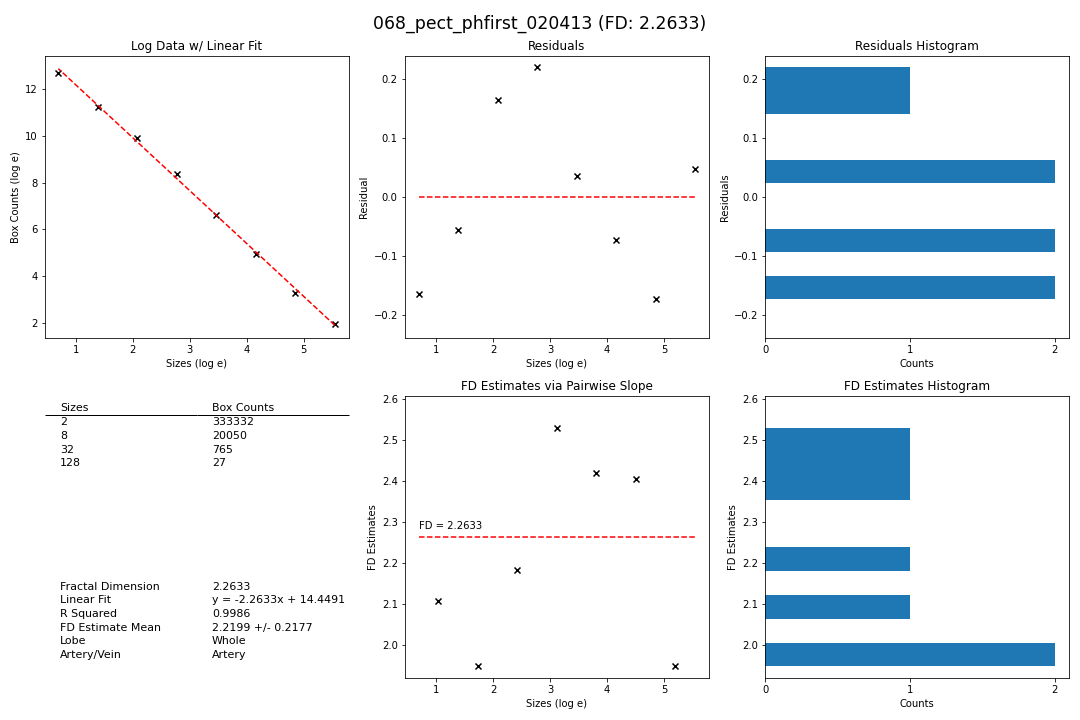 068_pect_phfirst_020413 (FD: 2.2633)
Log Data w/ Linear Fit
Box Counts (log e)
12
10
8
6
4
2
1 2 3 4 5
Sizes (log e)
Residuals
Residual
0.2
0.1
0.0
−0.1
−0.2
1 2 3 4 5
Sizes (log e)
Residuals Histogram
Residuals
0.2
0.1
0.0
−0.1
−0.2
0 1 2
Counts
Sizes Box Counts
2 333332
8 20050
32 765
128 27
Fractal Dimension 2.2633
Linear Fit y = -2.2633x + 14.4491
R Squared 0.9986
FD Estimate Mean 2.2199 +/- 0.2177
Lobe Whole
Artery/Vein Artery
FD Estimates via Pairwise Slope
FD Estimates
2.6
2.5
2.4
2.3
2.2
2.1
2.0
FD = 2.2633
1 2 3 4 5
Sizes (log e)
FD Estimates Histogram
FD Estimates
2.6
2.5
2.4
2.3
2.2
2.1
2.0
0 1 2
Counts